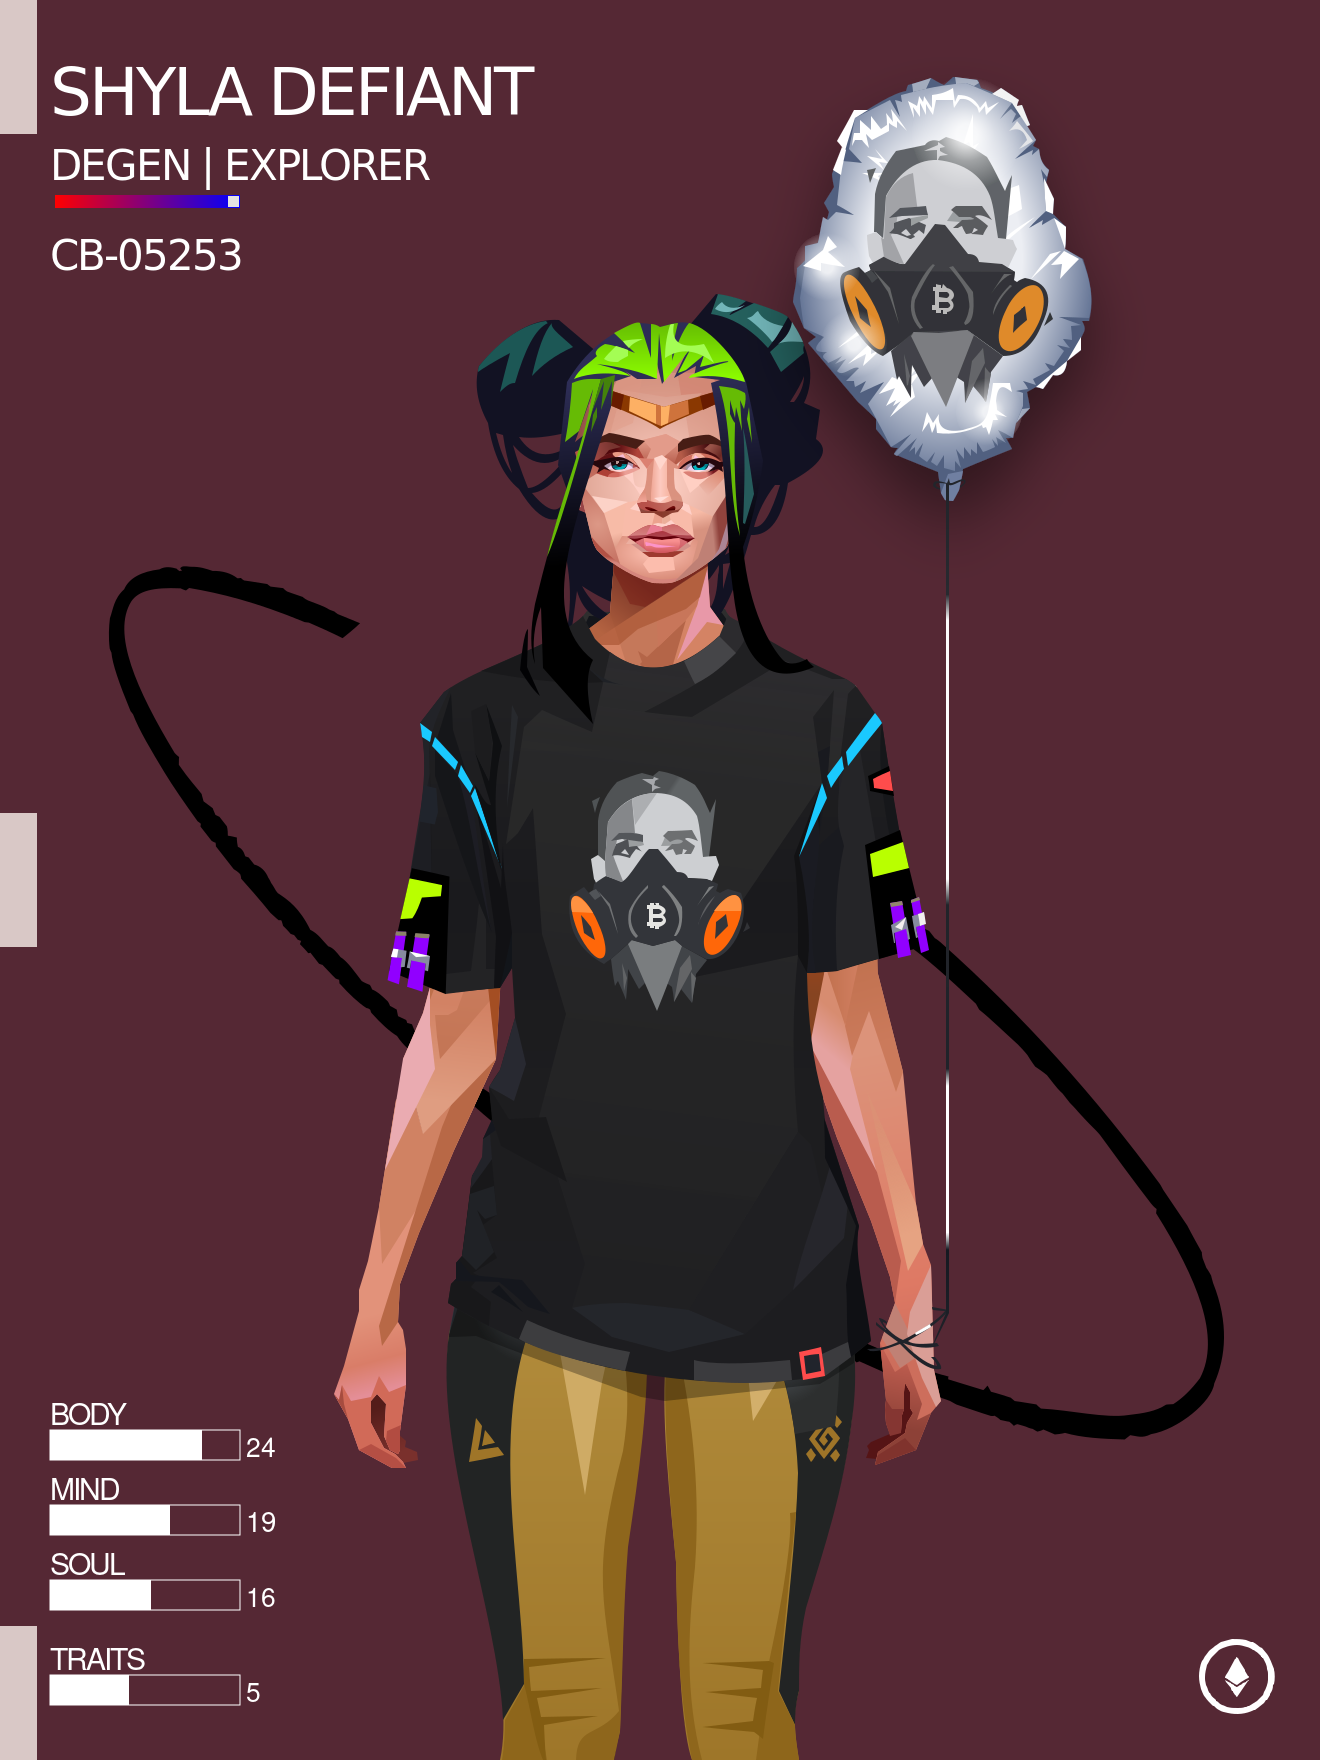 SHYLA DEFIANT
DEGEN | EXPLORER
CB-05253
BODY
24
MIND
19
SOUL
16
TRAITS
5